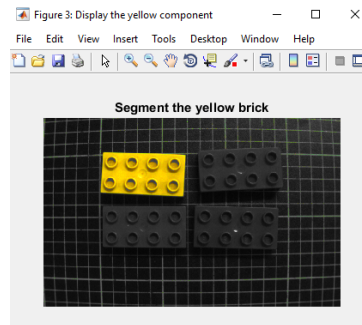 Figure 3: Display the yellow component
File Edit View Insert Tools Desktop Window Help
Segment the yellow brick